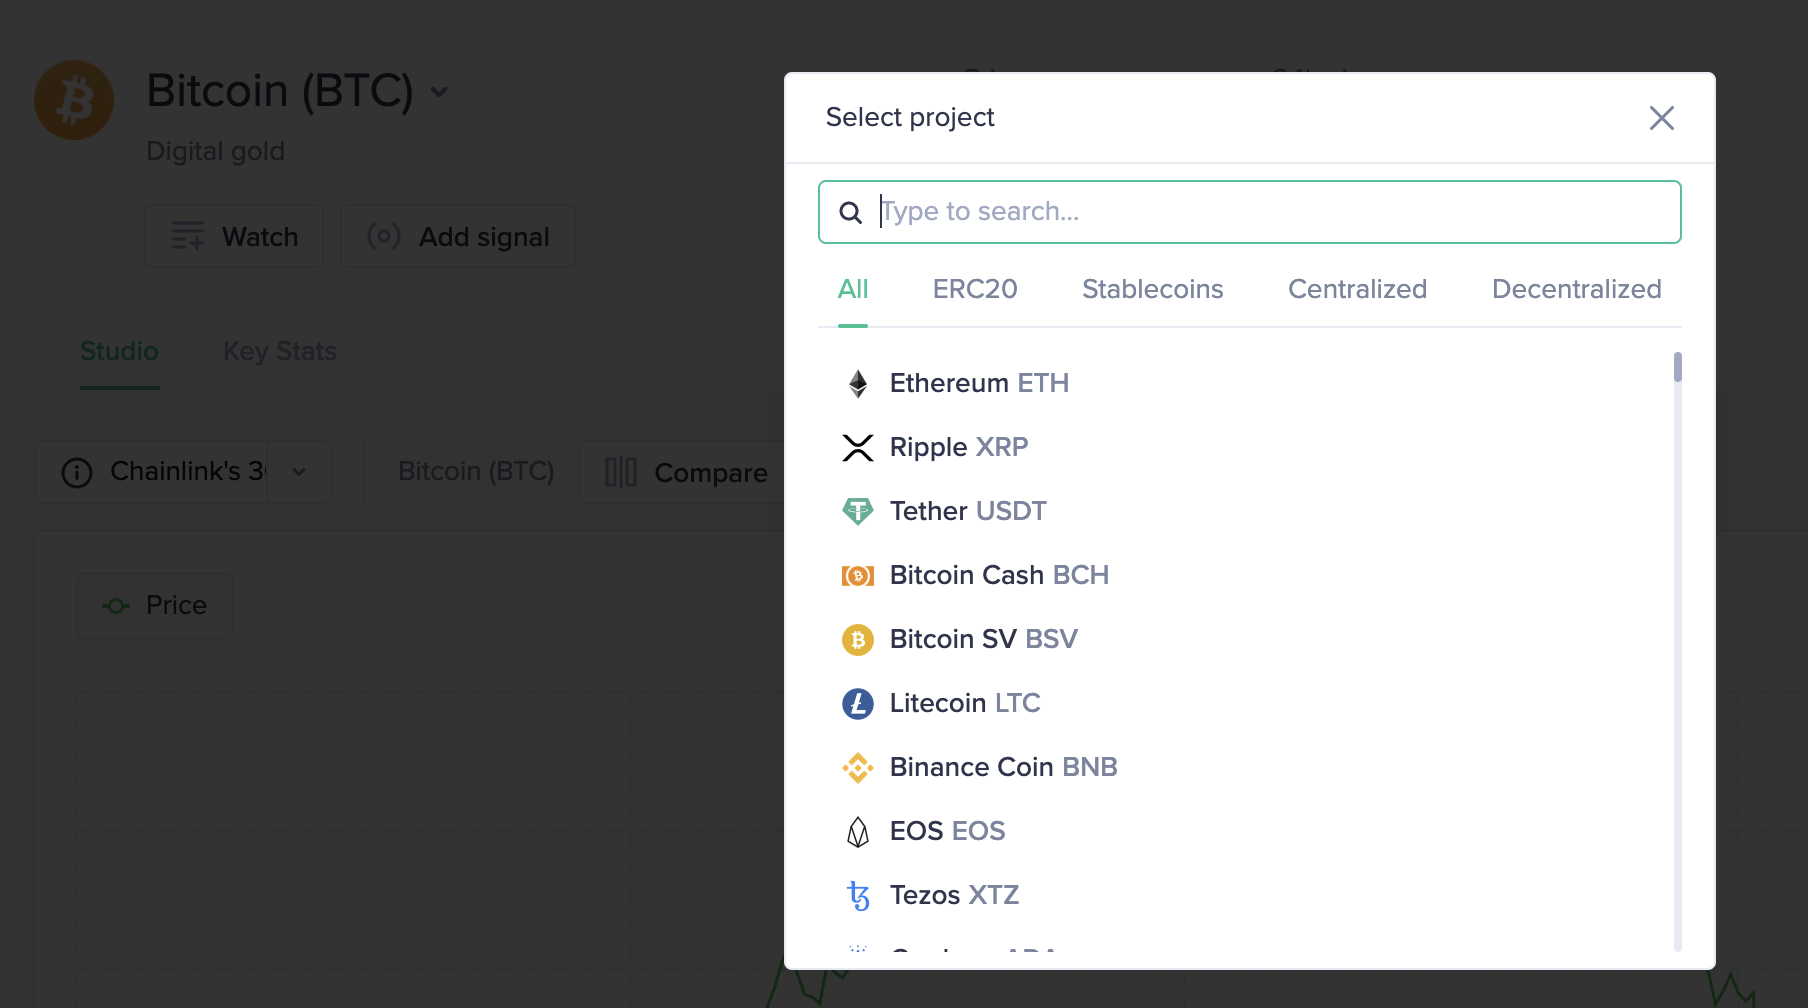 Bitcoin (BTC)
Digital gold
Watch
Add signal
Studio
Key Stats
Chainlink's 3
Bitcoin (BTC)
Compare
Price
Select project
Type to search...
All
ERC20
Stablecoins
Centralized
Decentralized
Ethereum ETH
Ripple XRP
Tether USDT
Bitcoin Cash BCH
Bitcoin SV BSV
Litecoin LTC
Binance Coin BNB
EOS EOS
Tezos XTZ